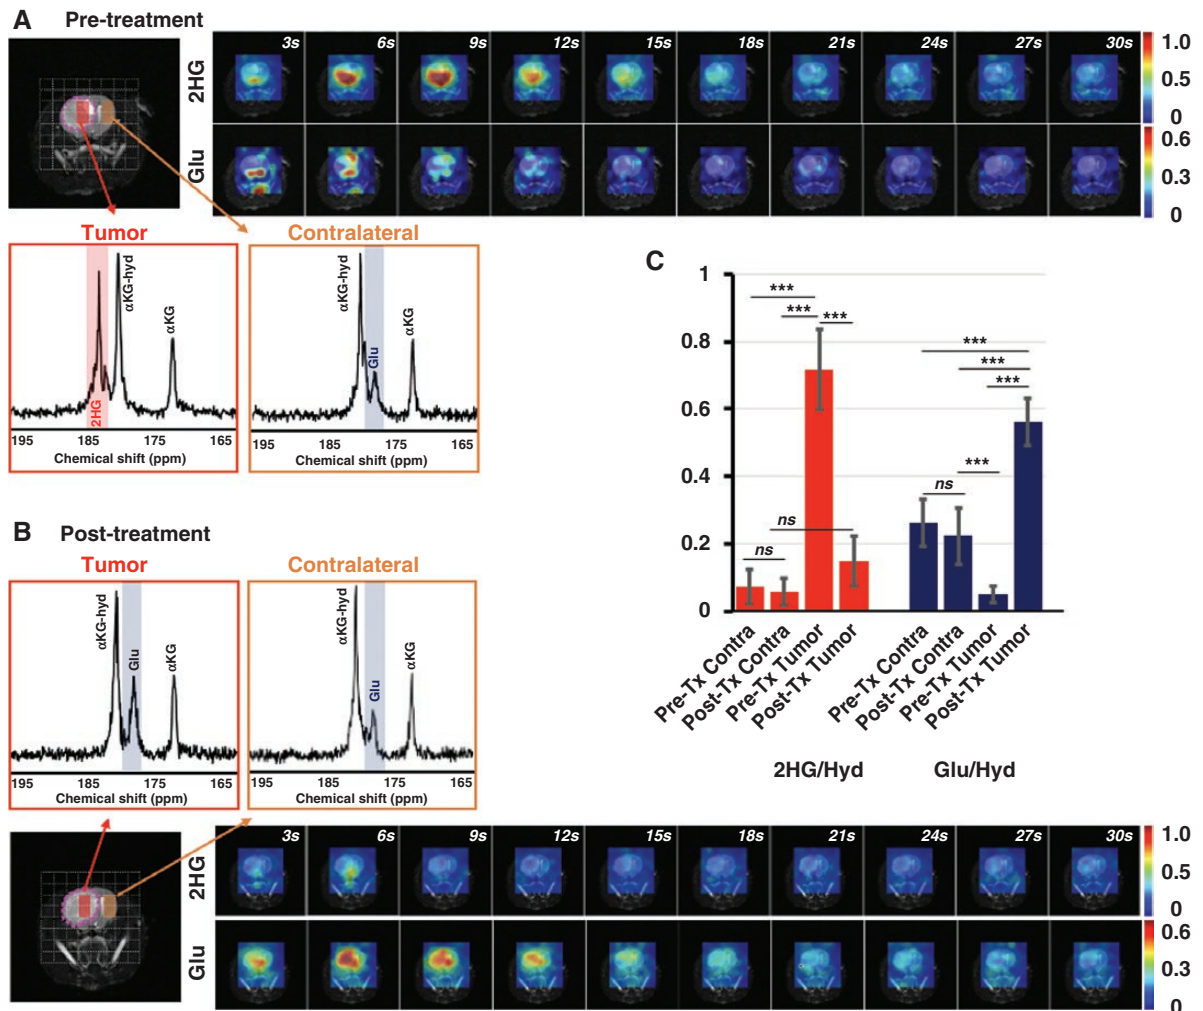 A Pre-treatment
3s 6s 9s 12s 15s 18s 21s 24s 27s 30s
2HG
1.0
0.5
0
Glu
0.6
0.3
0
Tumor
αKG-hyd
αKG
2HG
195 185 175 165
Chemical shift (ppm)
Contralateral
αKG-hyd
Glu
αKG
195 185 175 165
Chemical shift (ppm)
B Post-treatment
Tumor
αKG-hyd
Glu
αKG
195 185 175 165
Chemical shift (ppm)
Contralateral
αKG-hyd
Glu
αKG
195 185 175 165
Chemical shift (ppm)
3s 6s 9s 12s 15s 18s 21s 24s 27s 30s
2HG
1.0
0.5
0
Glu
0.6
0.3
0
C
1
0.8
0.6
0.4
0.2
0
***
***
***
ns
ns
***
***
***
***
ns
Pre-Tx Contra
Post-Tx Contra
Pre-Tx Tumor
Post-Tx Tumor
Pre-Tx Contra
Post-Tx Contra
Pre-Tx Tumor
Post-Tx Tumor
2HG/Hyd Glu/Hyd